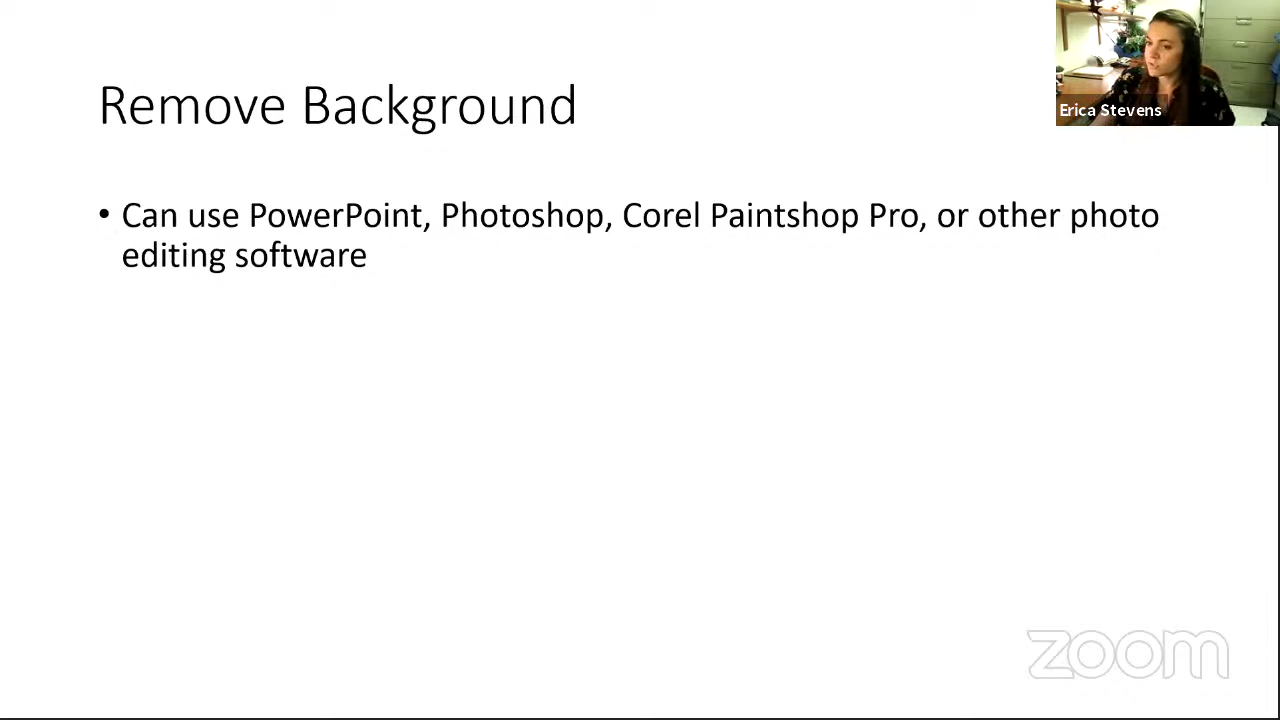 Remove Background
Erica Stevens
• Can use PowerPoint, Photoshop, Corel Paintshop Pro, or other photo
editing software
zoom